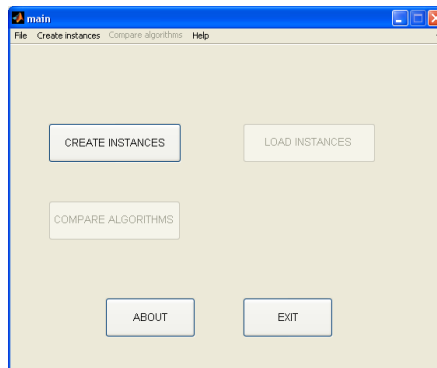 main
File Create instances Compare algorithms Help
CREATE INSTANCES LOAD INSTANCES
COMPARE ALGORITHMS
ABOUT EXIT